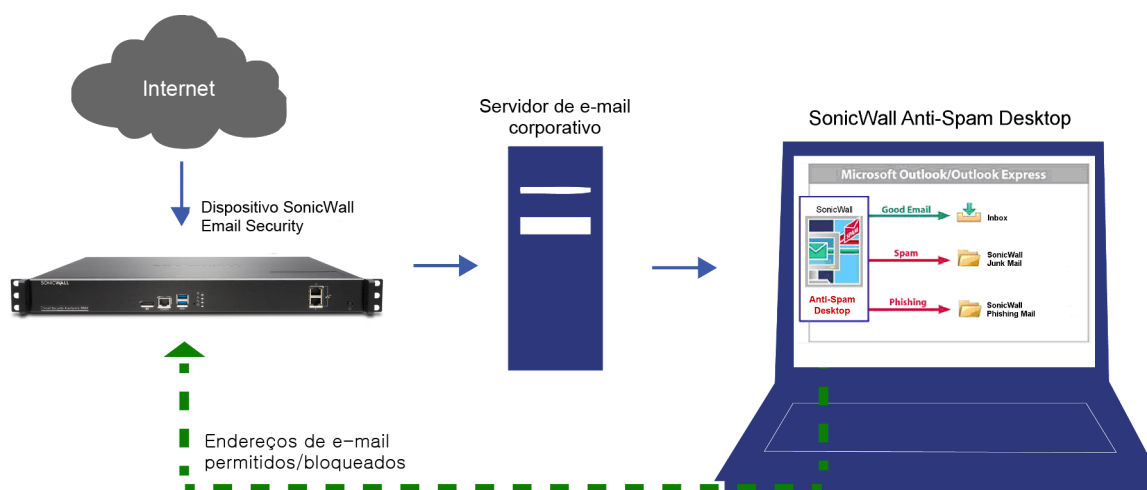 Internet
Servidor de e-mail
corporativo
SonicWall Anti-Spam Desktop
Microsoft Outlook/Outlook Express
Dispositivo SonicWall
Email Security
SonicWall
Good Email
Inbox
Spam
SonicWall
Junk Mail
Anti-Spam
Desktop
Phishing
SonicWall
Phishing Mail
SONICWALL
Endereços de e-mail
permitidos/bloqueados